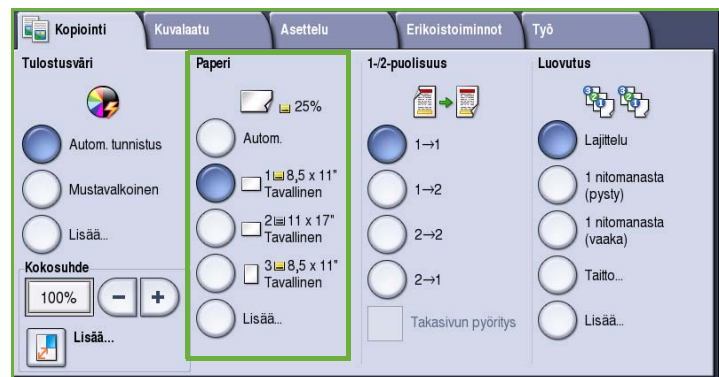 Kopiointi
Kuvalaatu
Asettelu
Erikoistoiminnot
Työ
Tulostusväri
Autom. tunnistus
Mustavalkoinen
Lisää...
Kokosuhde
100%
Lisää...
Paperi
25%
Autom.
1 8,5 x 11"
Tavallinen
2 11 x 17"
Tavallinen
3 8,5 x 11"
Tavallinen
Lisää...
1-/2-puolisuus
1→1
1→2
2→2
2→1
Takasivun pyöritys
Luovutus
Lajittelu
1 nitomanasta
(pysty)
1 nitomanasta
(vaaka)
Taitto...
Lisää...